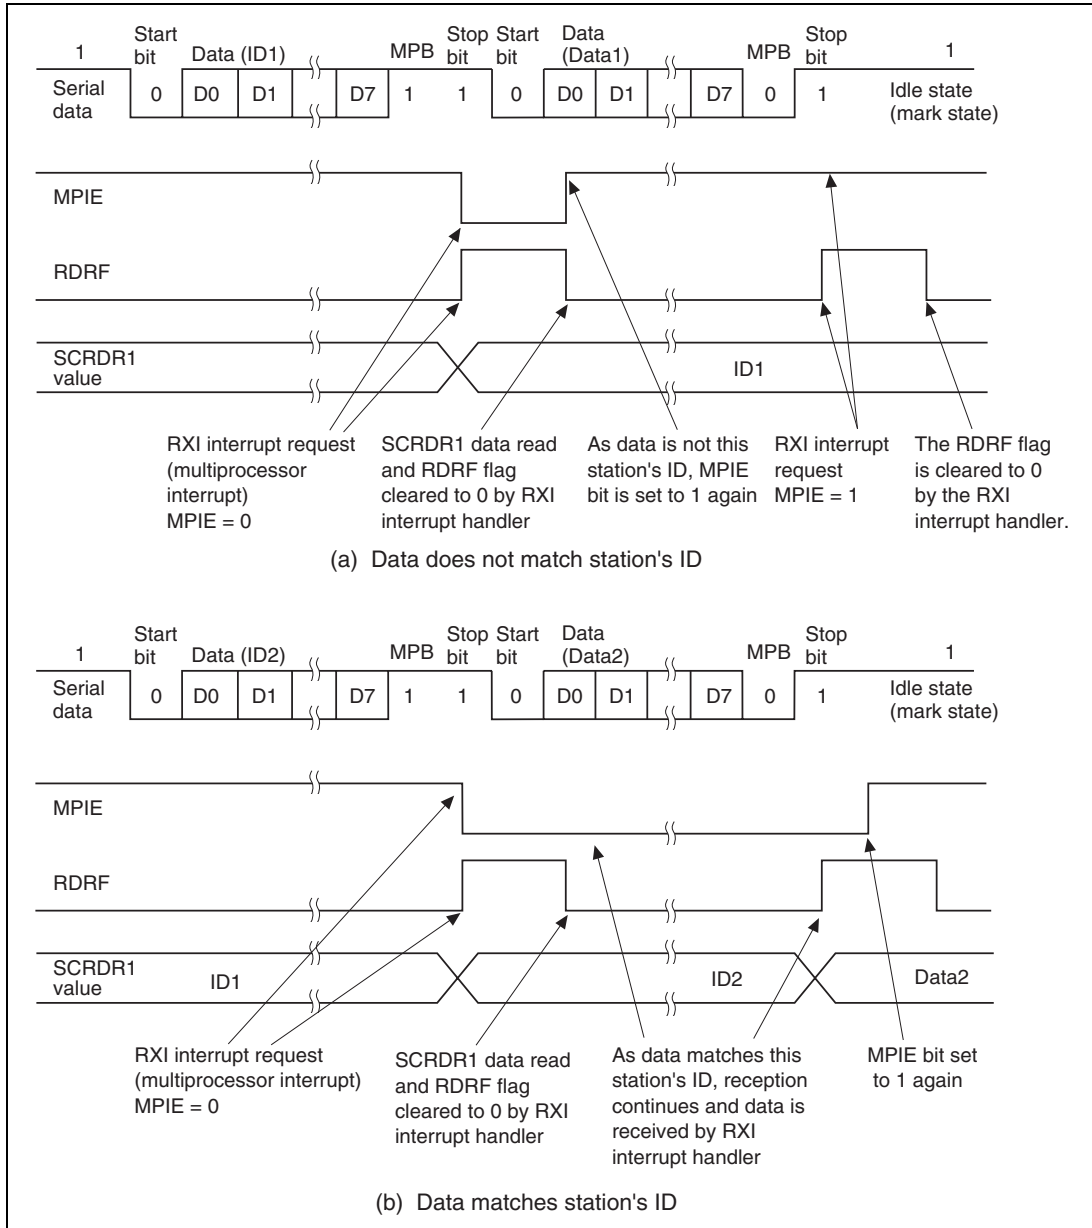 1 Start bit Data (ID1) MPB Stop bit Start bit Data (Data1) MPB Stop bit 1
Serial data 0 D0 D1 D7 1 1 0 D0 D1 D7 0 1 Idle state (mark state)
MPIE
RDRF
SCRDR1 value
ID1
RXI interrupt request
(multiprocessor
interrupt)
MPIE = 0
SCRDR1 data read
and RDRF flag
cleared to 0 by RXI
interrupt handler
As data is not this
station's ID, MPIE
bit is set to 1 again
RXI interrupt
request
MPIE = 1
The RDRF flag
is cleared to 0
by the RXI
interrupt handler.
(a) Data does not match station's ID
1 Start bit Data (ID2) MPB Stop bit Start bit Data (Data2) MPB Stop bit 1
Serial data 0 D0 D1 D7 1 1 0 D0 D1 D7 0 1 Idle state (mark state)
MPIE
RDRF
SCRDR1 value
ID1 ID2 Data2
RXI interrupt request
(multiprocessor interrupt)
MPIE = 0
SCRDR1 data read
and RDRF flag
cleared to 0 by RXI
interrupt handler
As data matches this
station's ID, reception
continues and data is
received by RXI
interrupt handler
MPIE bit set
to 1 again
(b) Data matches station's ID